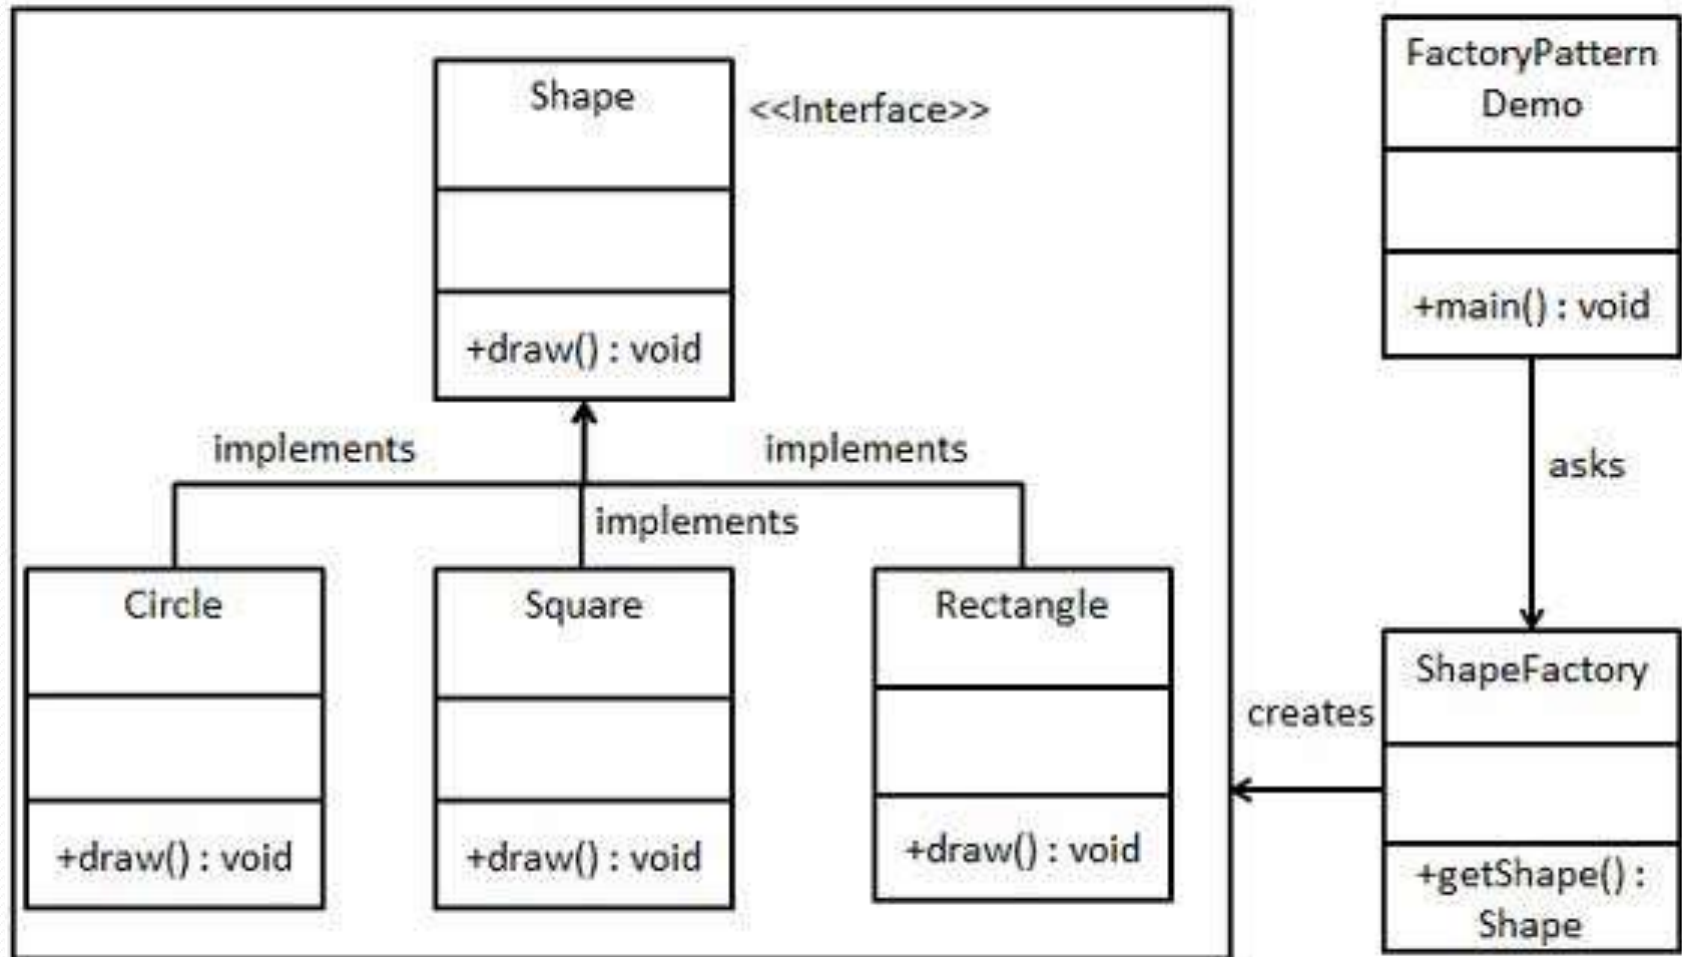 Shape
<<Interface>>
+draw() : void
implements
implements
implements
Circle
+draw() : void
Square
+draw() : void
Rectangle
+draw() : void
FactoryPattern
Demo
+main() : void
asks
creates
ShapeFactory
+getShape() :
Shape